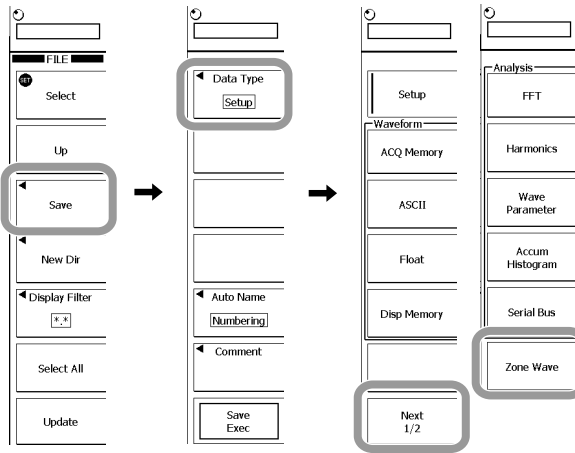 FILE
SET
Select
Up
Save
New Dir
Display Filter
*.*
Select All
Update
Data Type
Setup
Auto Name
Numbering
Comment
Save
Exec
Setup
Waveform
ACQ Memory
ASCII
Float
Disp Memory
Next
1/2
Analysis
FFT
Harmonics
Wave
Parameter
Accum
Histogram
Serial Bus
Zone Wave